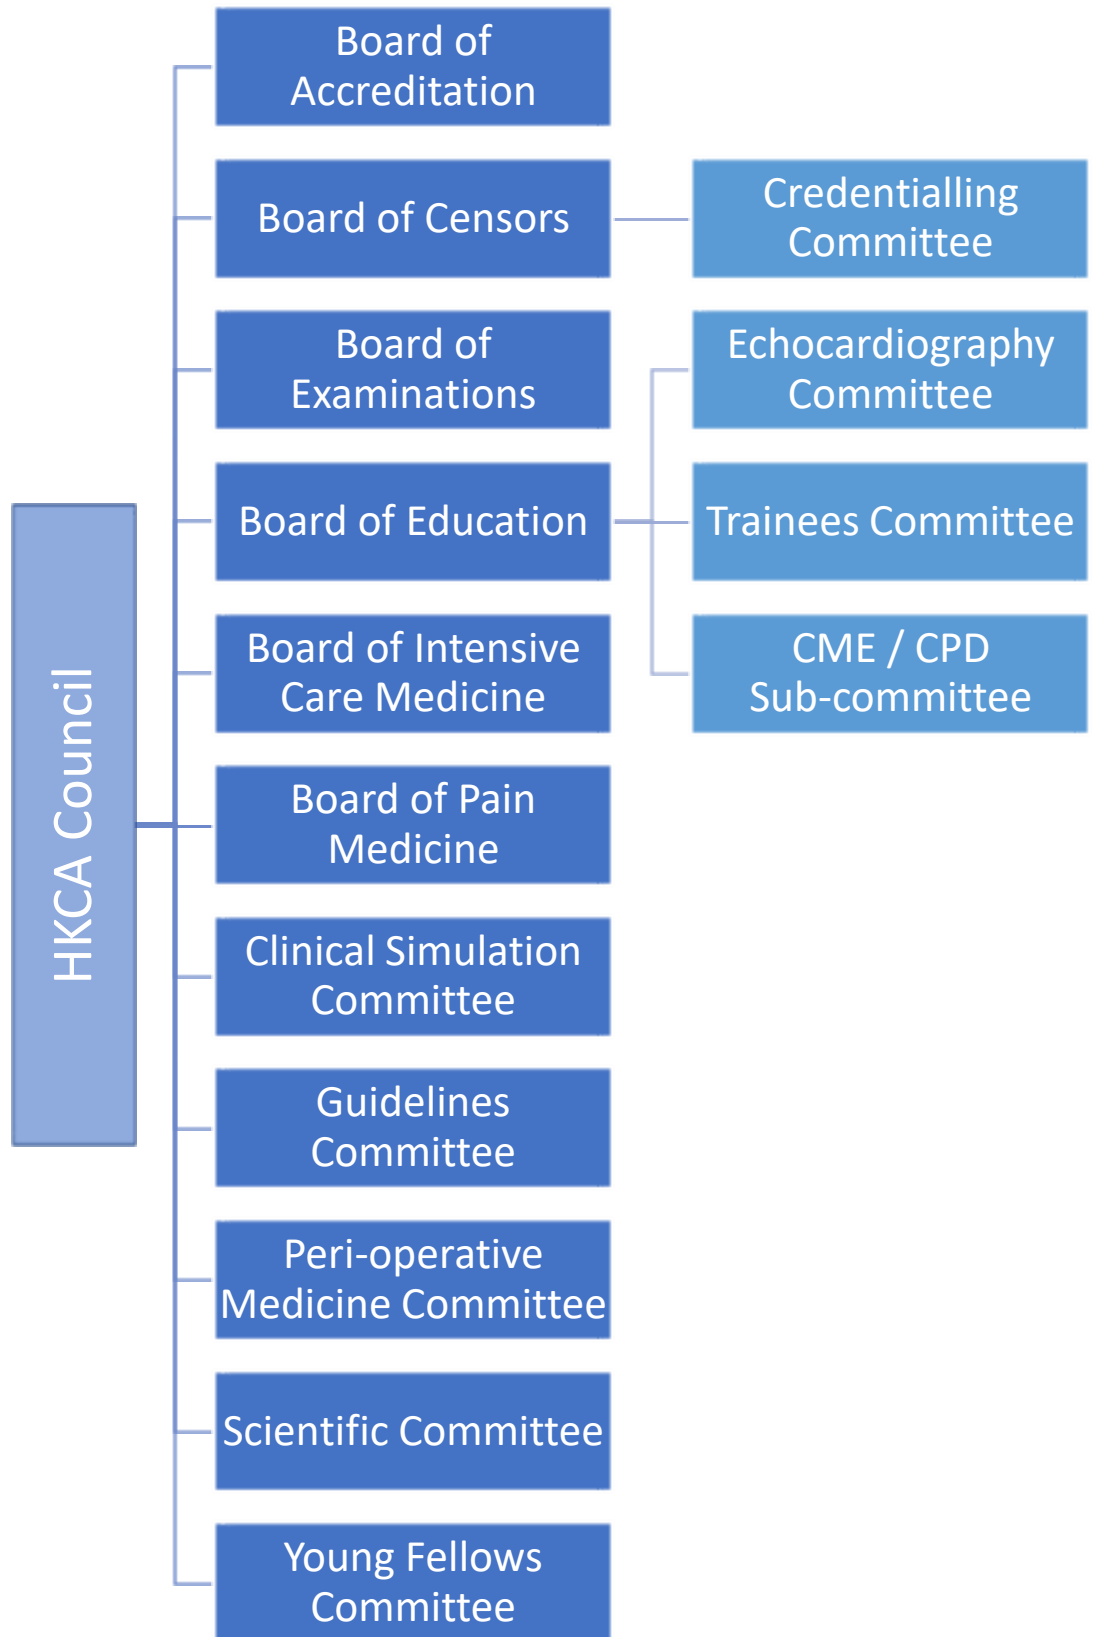 HKCA Council
Board of
Accreditation
Board of Censors
Credentialling
Committee
Board of
Examinations
Board of Education
Echocardiography
Committee
Trainees Committee
CME / CPD
Sub-committee
Board of Intensive
Care Medicine
Board of Pain
Medicine
Clinical Simulation
Committee
Guidelines
Committee
Peri-operative
Medicine Committee
Scientific Committee
Young Fellows
Committee